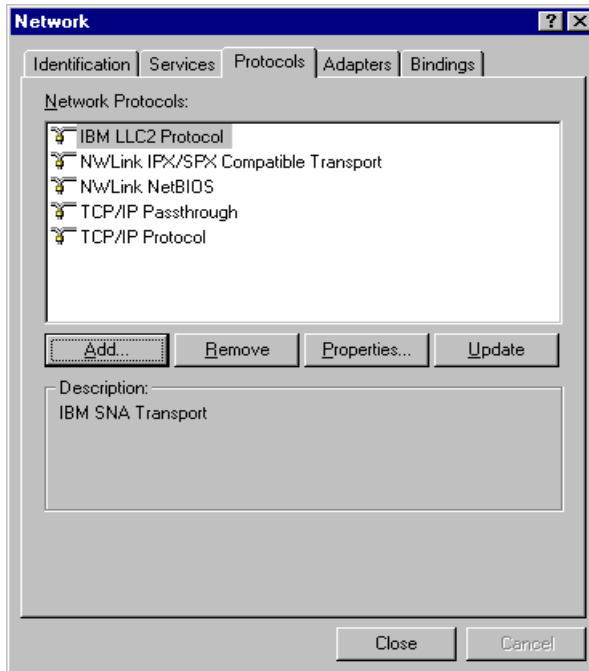 Network
Identification Services Protocols Adapters Bindings
Network Protocols:
IBM LLC2 Protocol
NWLink IPX/SPX Compatible Transport
NWLink NetBIOS
TCP/IP Passthrough
TCP/IP Protocol
Add... Remove Properties... Update
Description:
IBM SNA Transport
Close Cancel